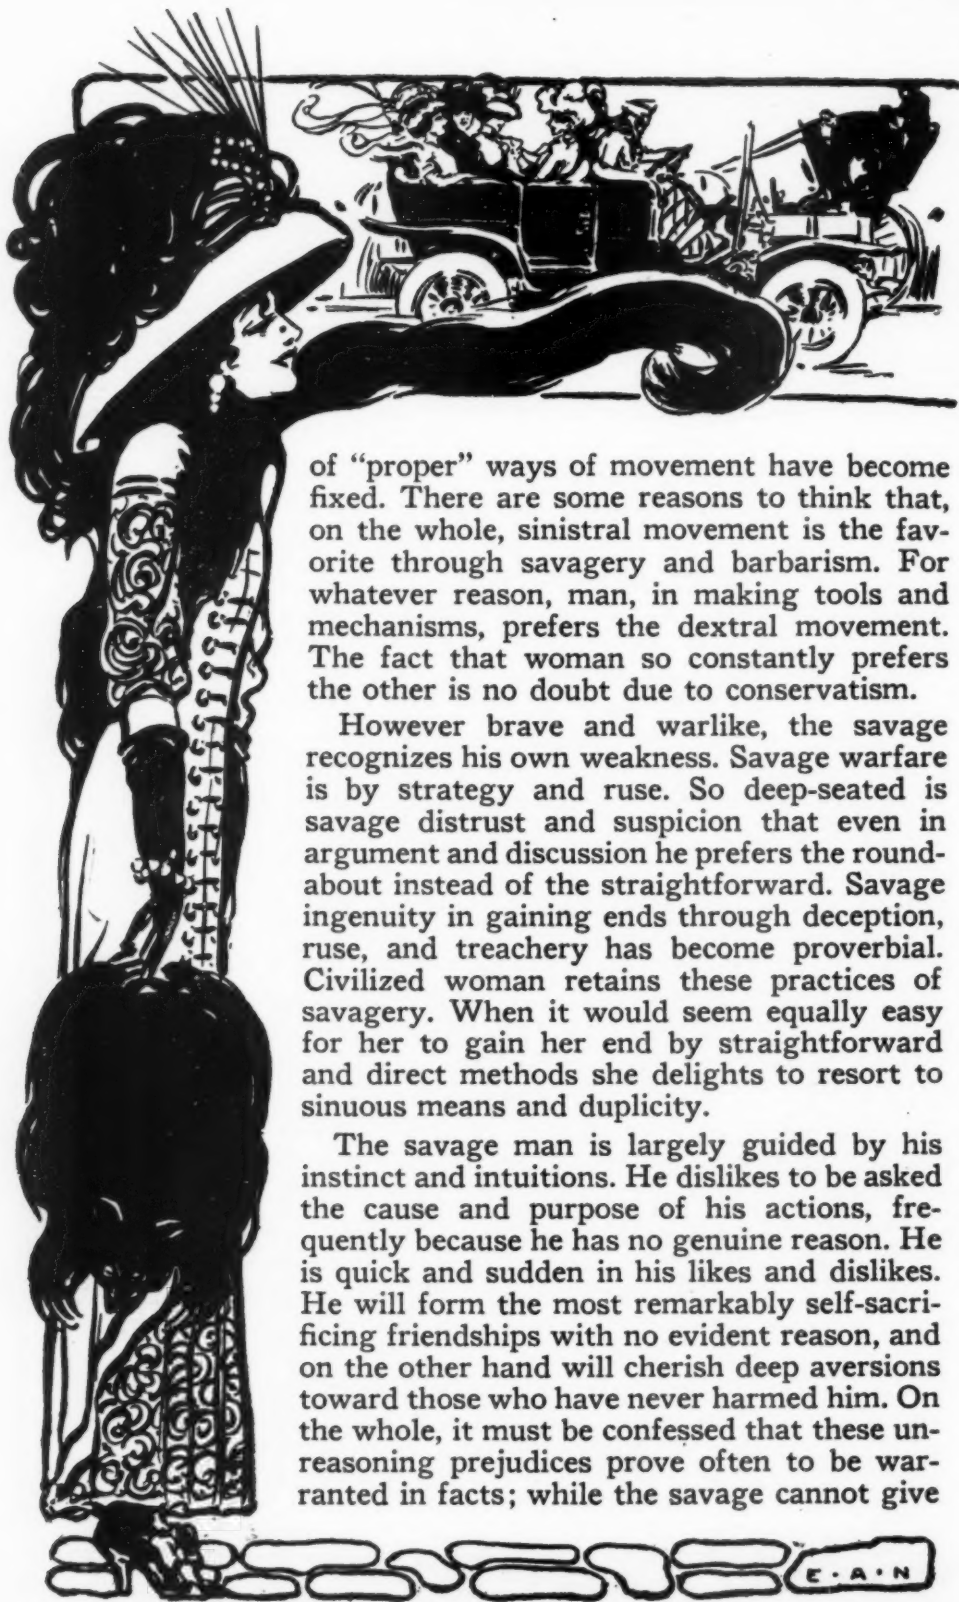 of “proper” ways of movement have become
fixed. There are some reasons to think that,
on the whole, sinistral movement is the fav-
orite through savagery and barbarism. For
whatever reason, man, in making tools and
mechanisms, prefers the dextral movement.
The fact that woman so constantly prefers
the other is no doubt due to conservatism.
However brave and warlike, the savage
recognizes his own weakness. Savage warfare
is by strategy and ruse. So deep-seated is
savage distrust and suspicion that even in
argument and discussion he prefers the round-
about instead of the straightforward. Savage
ingenuity in gaining ends through deception,
ruse, and treachery has become proverbial.
Civilized woman retains these practices of
savagery. When it would seem equally easy
for her to gain her end by straightforward
and direct methods she delights to resort to
sinuous means and duplicity.
The savage man is largely guided by his
instinct and intuitions. He dislikes to be asked
the cause and purpose of his actions, fre-
quently because he has no genuine reason. He
is quick and sudden in his likes and dislikes.
He will form the most remarkably self-sacri-
ficing friendships with no evident reason, and
on the other hand will cherish deep aversions
toward those who have never harmed him. On
the whole, it must be confessed that these un-
reasoning prejudices prove often to be war-
ranted in facts; while the savage cannot give
E·A·N